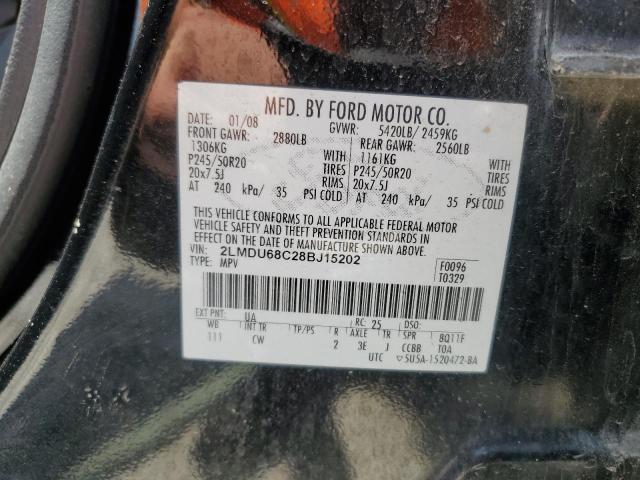 MFD. BY FORD MOTOR CO.
DATE: 01/08 GVWR: 5420LB/ 2459KG
FRONT GAWR: 2880LB REAR GAWR: 2560LB
1306KG WITH 1161KG WITH
P245/50R20 TIRES P245/50R20 TIRES
20x7.5J RIMS 20x7.5J RIMS
AT 240 kPa/ 35 PSI COLD AT 240 kPa/ 35 PSI COLD
THIS VEHICLE CONFORMS TO ALL APPLICABLE FEDERAL MOTOR
VEHICLE SAFETY AND THEFT PREVENTION STANDARDS IN
EFFECT ON THE DATE OF MANUFACTURE SHOWN ABOVE.
VIN: 2LMDU68C28BJ15202
TYPE: MPV F0096
T0329
EXT PNT: UA RC: 25 DSO:
WB INT TR TP/PS R AXLE TR SPR 8Q11F
111 CW 2 3E J CCBB T0A
UTC 5U5A-1520472-BA